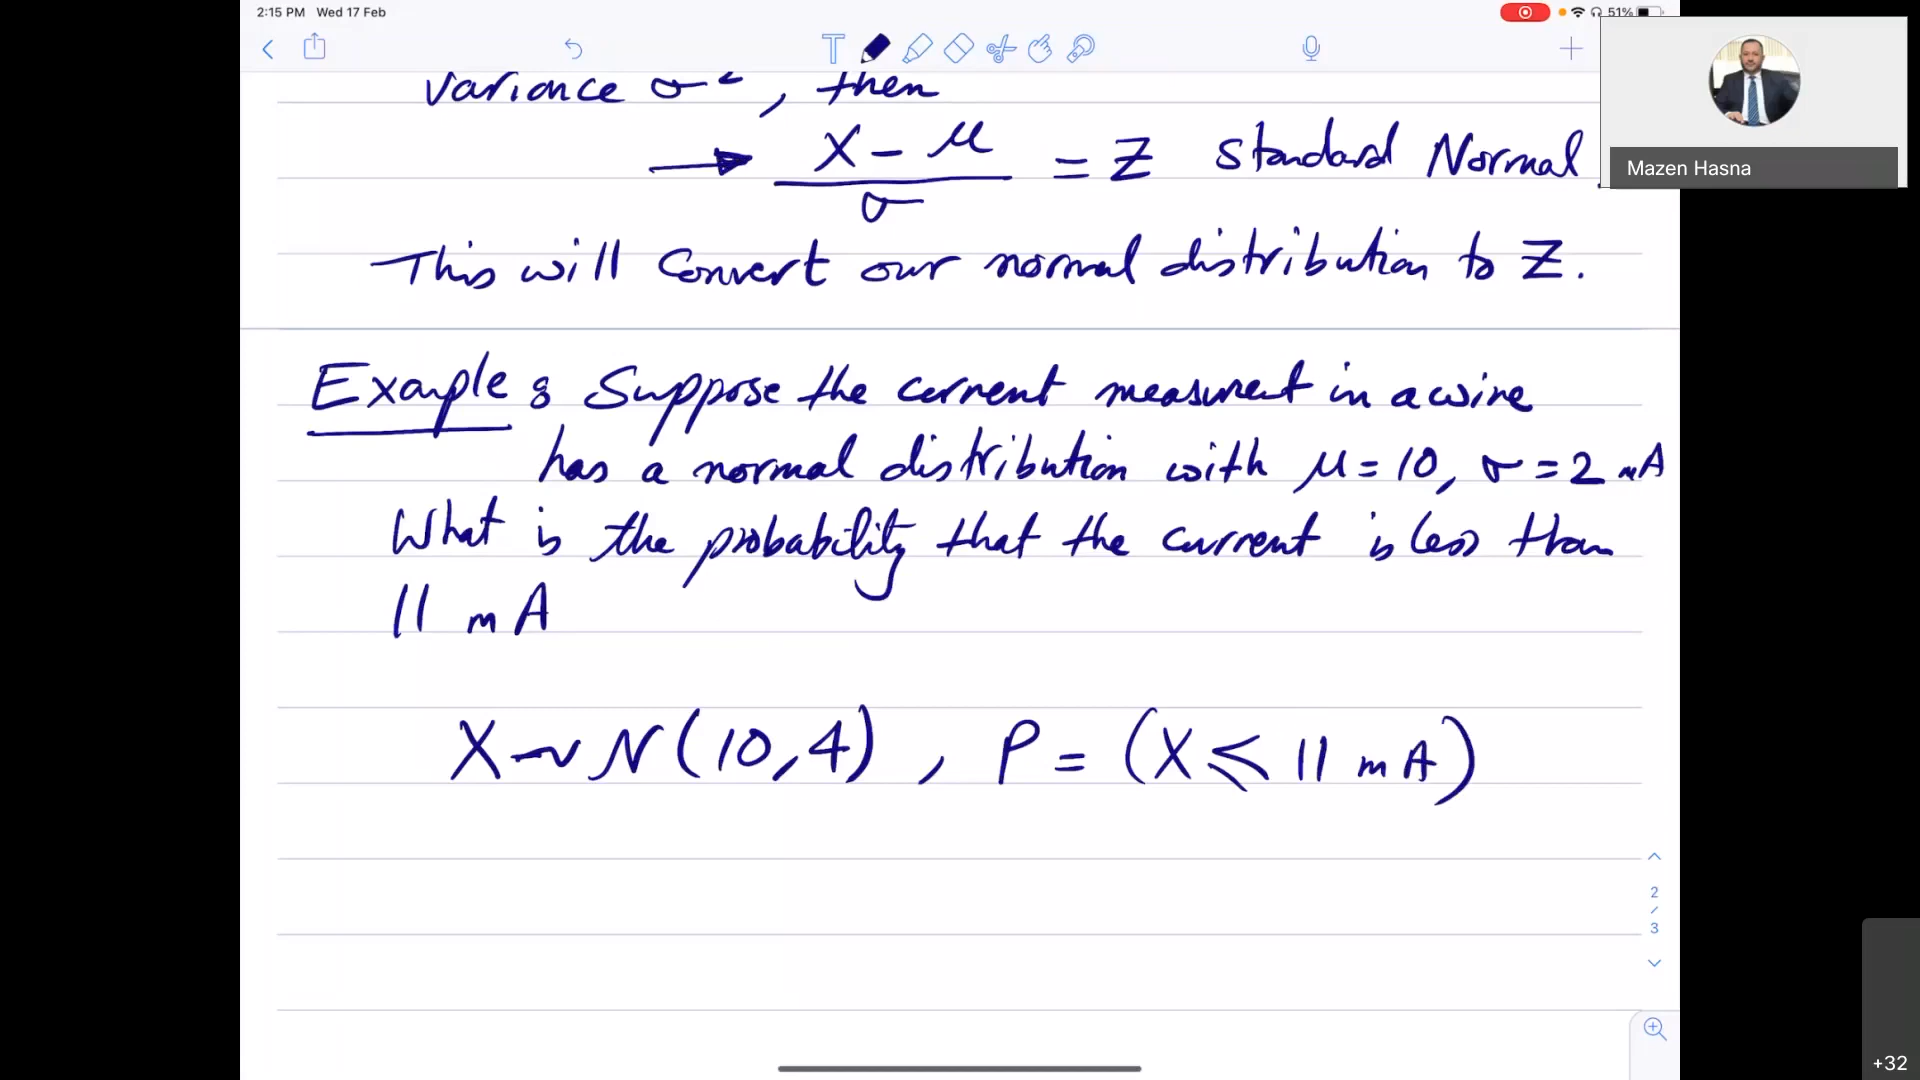 2:15 PM Wed 17 Feb
51%
variance σ², then
X - μ
σ
= Z standard Normal.
This will convert our normal distribution to Z.
Mazen Hasna
Example : Suppose the current measurment in a wire
has a normal distribution with μ = 10, σ = 2 mA
What is the probability that the current is less than
11 mA
X ~ N(10,4) , P = (X ≤ 11 mA)
2
/
3
+32